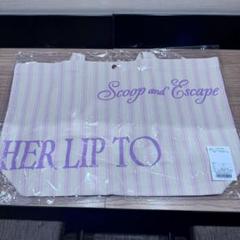 Scoop and Escape
HER LIP TO